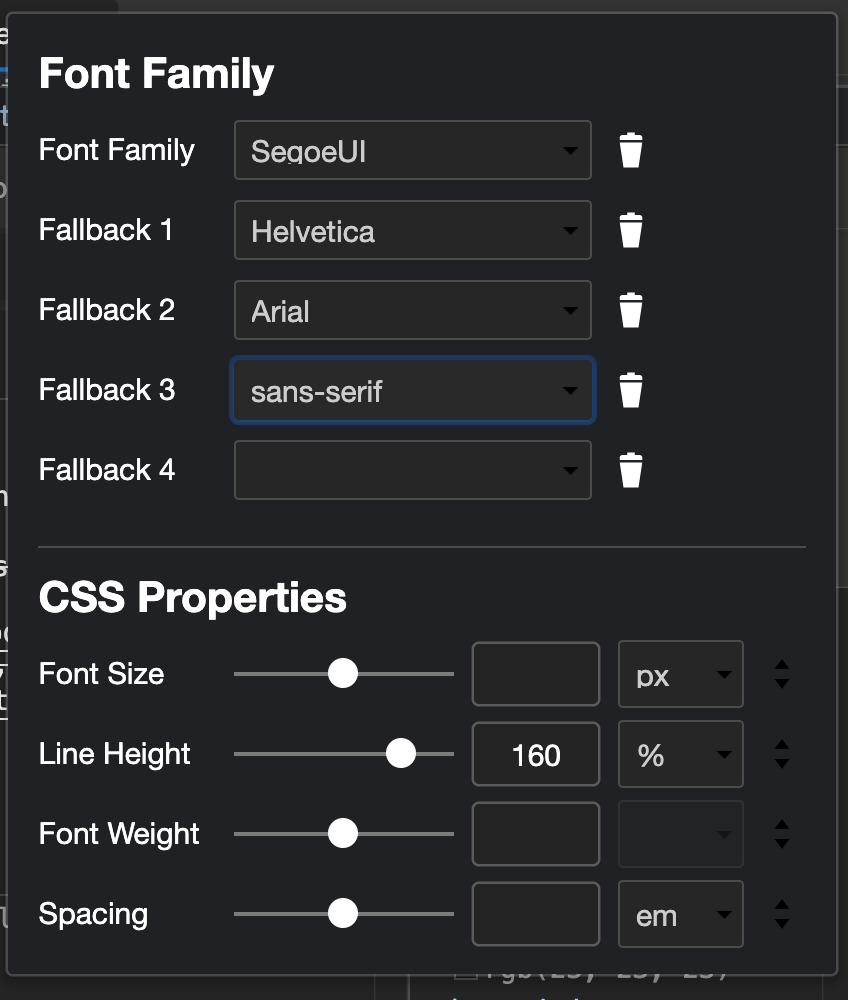 Font Family
Font Family SegoeUI
Fallback 1 Helvetica
Fallback 2 Arial
Fallback 3 sans-serif
Fallback 4
CSS Properties
Font Size px
Line Height 160 %
Font Weight
Spacing em